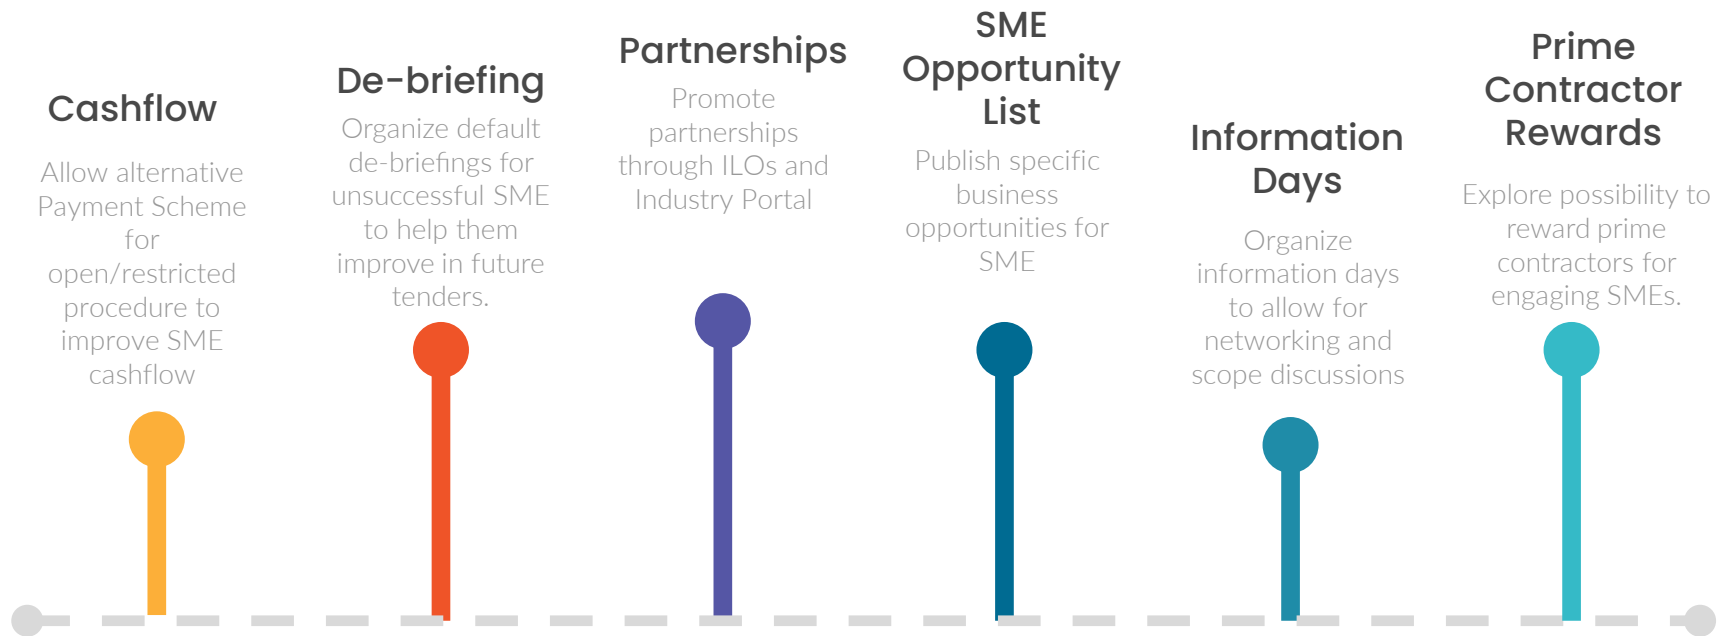 Cashflow
Allow alternative
Payment Scheme
for
open/restricted
procedure to
improve SME
cashflow
De-briefing
Organize default
de-briefings for
unsuccessful SME
to help them
improve in future
tenders.
Partnerships
Promote
partnerships
through ILOs and
Industry Portal
SME
Opportunity
List
Publish specific
business
opportunities for
SME
Information
Days
Organize
information days
to allow for
networking and
scope discussions
Prime
Contractor
Rewards
Explore possibility to
reward prime
contractors for
engaging SMEs.